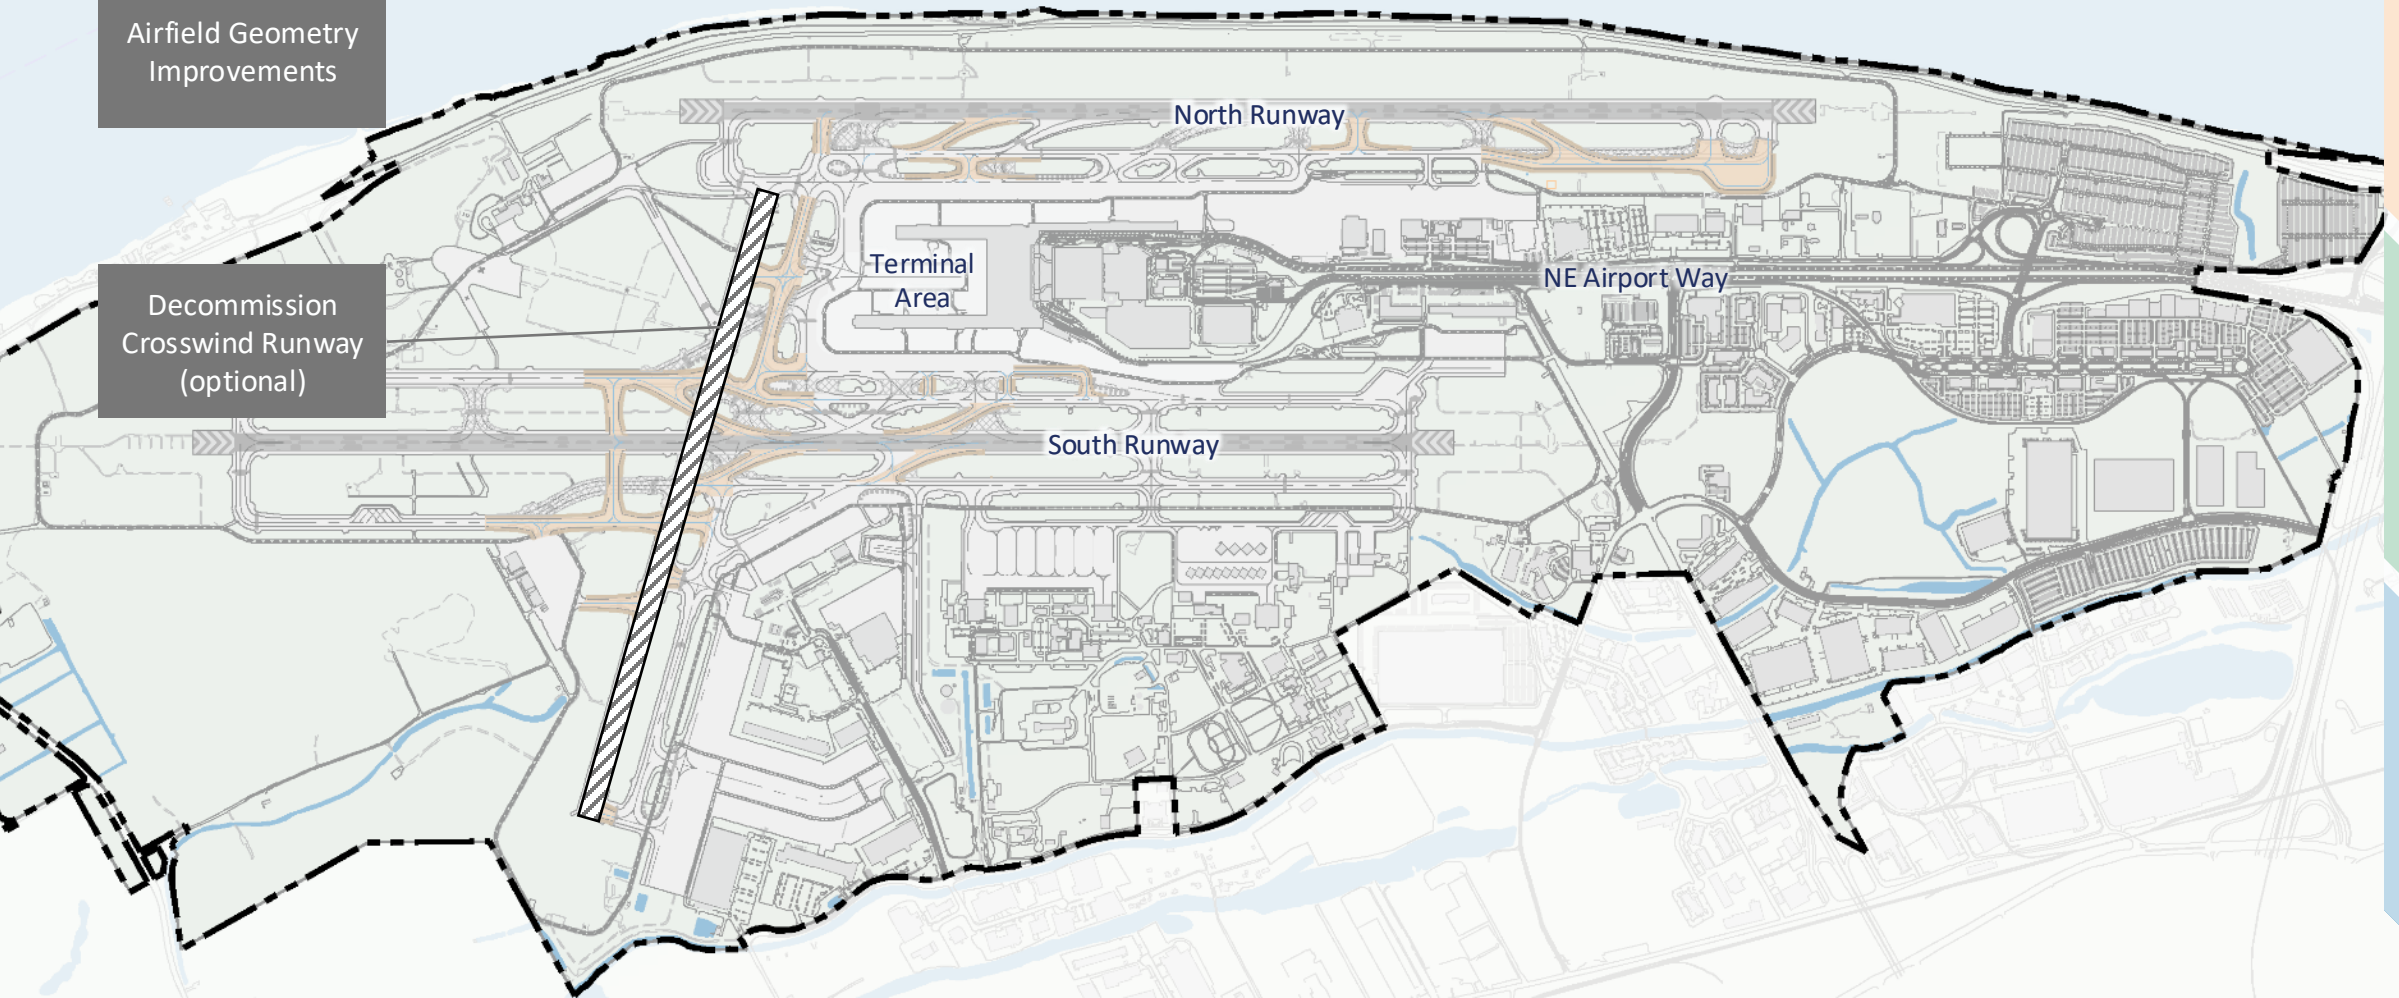 Airfield Geometry
Improvements
North Runway
Terminal
Area
NE Airport Way
Decommission
Crosswind Runway
(optional)
South Runway